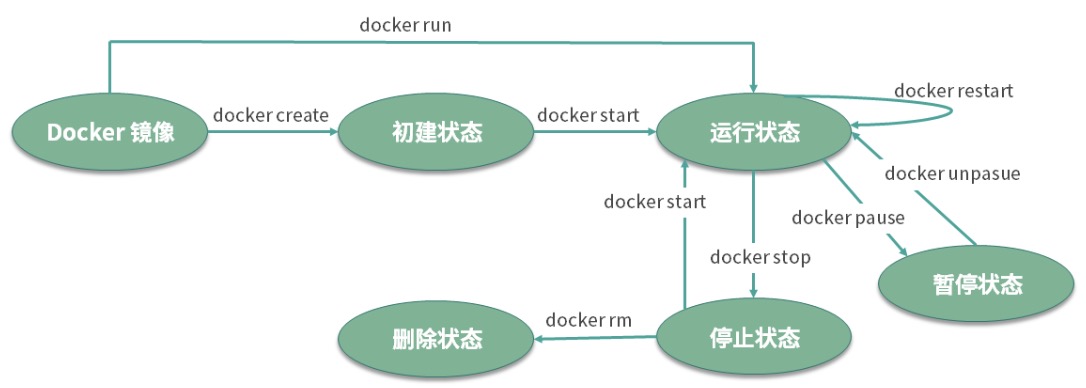 docker run
docker restart
Docker 镜像
docker create
初建状态
docker start
运行状态
docker unpasue
docker start
docker pause
docker stop
暂停状态
删除状态
docker rm
停止状态